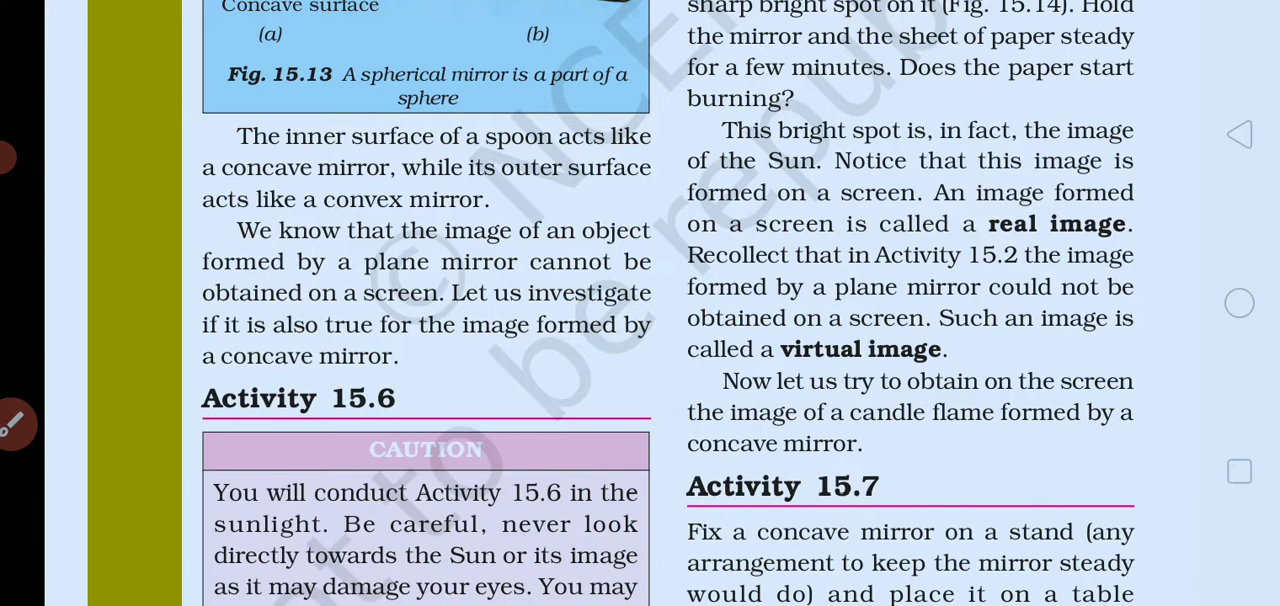 Concave surface
(a)
(b)
Fig. 15.13 A spherical mirror is a part of a
sphere
The inner surface of a spoon acts like
a concave mirror, while its outer surface
acts like a convex mirror.
We know that the image of an object
formed by a plane mirror cannot be
obtained on a screen. Let us investigate
if it is also true for the image formed by
a concave mirror.
Activity 15.6
CAUTION
You will conduct Activity 15.6 in the
sunlight. Be careful, never look
directly towards the Sun or its image
as it may damage your eyes. You may
sharp bright spot on it (Fig. 15.14). Hold
the mirror and the sheet of paper steady
for a few minutes. Does the paper start
burning?
This bright spot is, in fact, the image
of the Sun. Notice that this image is
formed on a screen. An image formed
on a screen is called a real image.
Recollect that in Activity 15.2 the image
formed by a plane mirror could not be
obtained on a screen. Such an image is
called a virtual image.
Now let us try to obtain on the screen
the image of a candle flame formed by a
concave mirror.
Activity 15.7
Fix a concave mirror on a stand (any
arrangement to keep the mirror steady
would do) and place it on a table